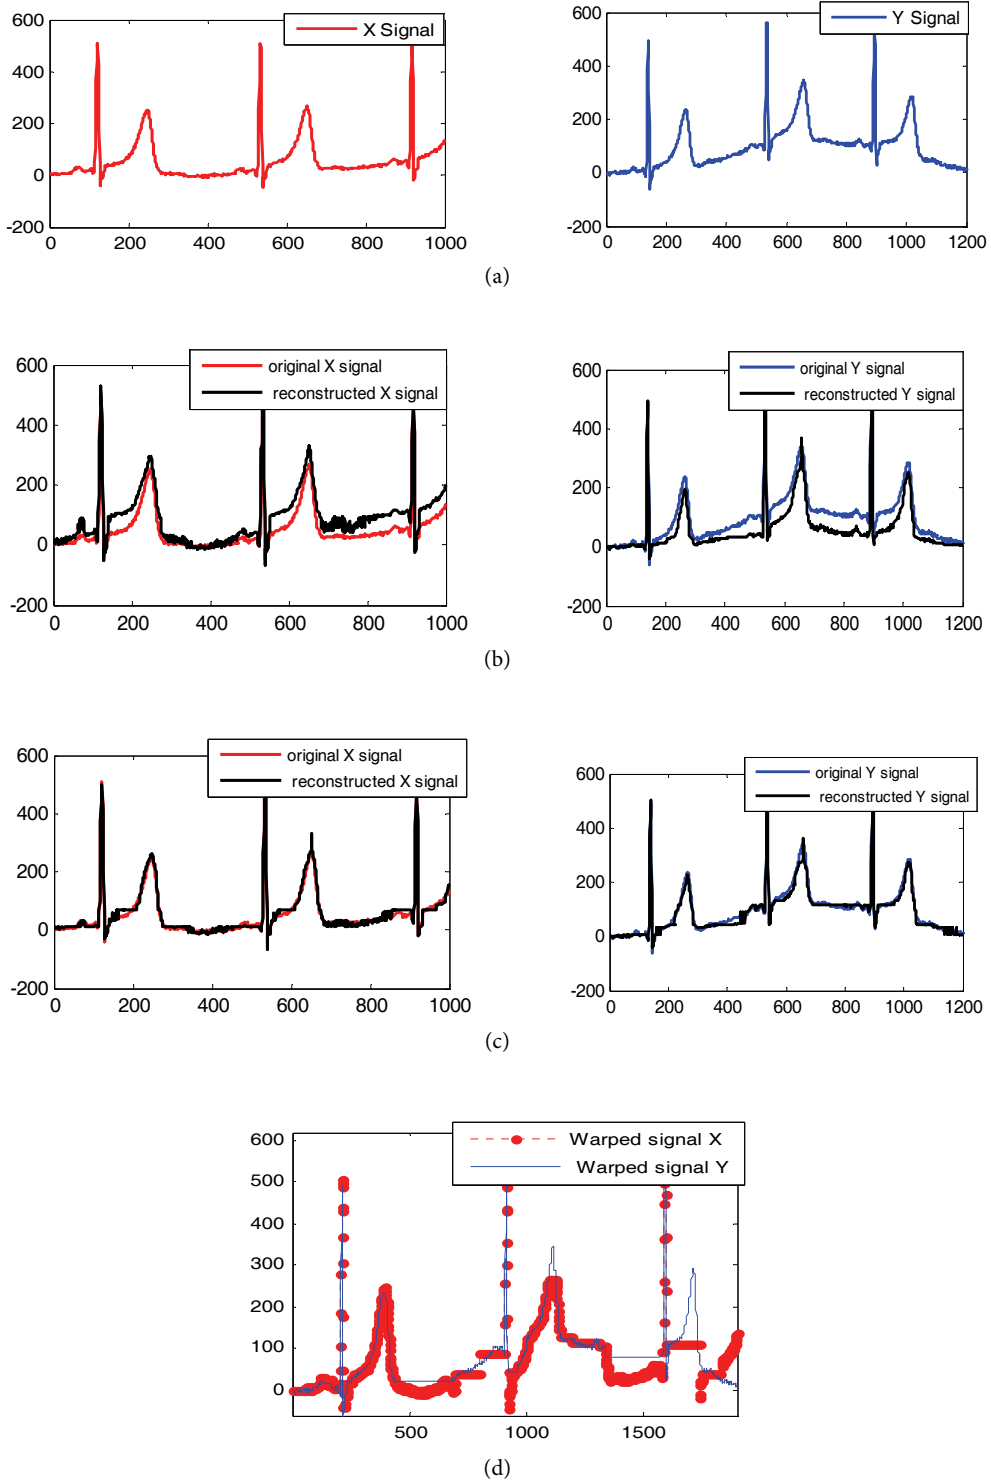 600
400
200
0
-200
0 200 400 600 800 1000
X Signal
600
400
200
0
-200
0 200 400 600 800 1000 1200
Y Signal
(a)
600
400
200
0
-200
0 200 400 600 800 1000
original X signal
reconstructed X signal
600
400
200
0
-200
0 200 400 600 800 1000 1200
original Y signal
reconstructed Y signal
(b)
600
400
200
0
-200
0 200 400 600 800 1000
original X signal
reconstructed X signal
600
400
200
0
-200
0 200 400 600 800 1000 1200
original Y signal
reconstructed Y signal
(c)
600
500
400
300
200
100
0
500 1000 1500
Warped signal X
Warped signal Y
(d)